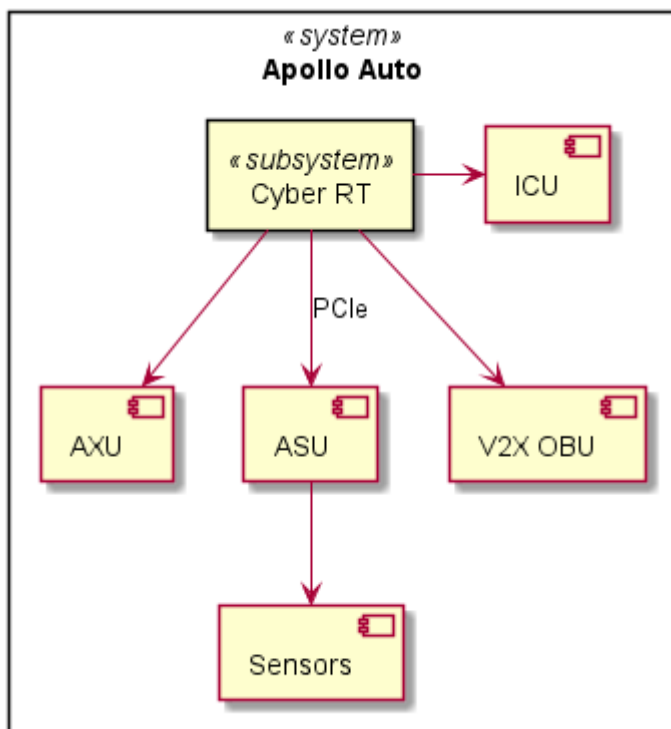 «system»
Apollo Auto
«subsystem»
Cyber RT
ICU
PCIe
AXU
ASU
V2X OBU
Sensors